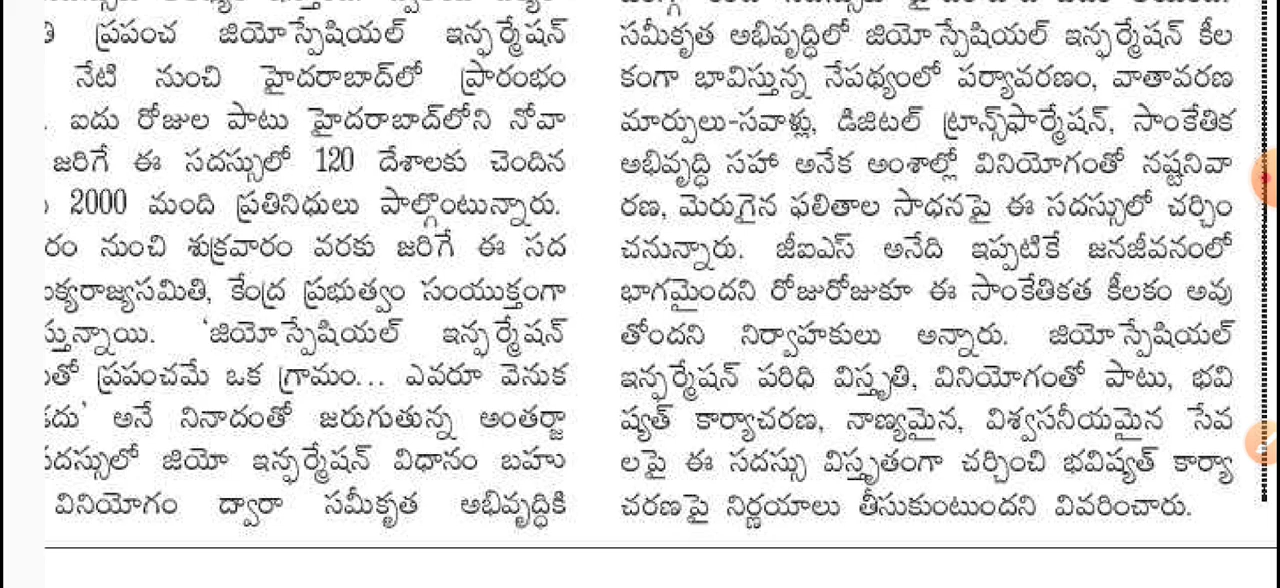 ప్రపంచ జియోస్పేషియల్ ఇన్ఫర్మేషన్
నేటి నుంచి హైదరాబాద్‌లో ప్రారంభం
. ఐదు రోజుల పాటు హైదరాబాద్‌లోని నోవా
జరిగే ఈ సదస్సులో 120 దేశాలకు చెందిన
2000 మంది ప్రతినిధులు పాల్గొంటున్నారు.
రం నుంచి శుక్రవారం వరకు జరిగే ఈ సద
క్యరాజ్యసమితి, కేంద్ర ప్రభుత్వం సంయుక్తంగా
స్తున్నాయి. 'జియోస్పేషియల్ ఇన్ఫర్మేషన్
తో ప్రపంచమే ఒక గ్రామం... ఎవరూ వెనుక
దు' అనే నినాదంతో జరుగుతున్న అంతర్జా
సదస్సులో జియో ఇన్ఫర్మేషన్ విధానం బహు
వినియోగం ద్వారా సమీకృత అభివృద్ధికి
సమీకృత అభివృద్ధిలో జియోస్పేషియల్ ఇన్ఫర్మేషన్ కీల
కంగా భావిస్తున్న నేపథ్యంలో పర్యావరణం, వాతావరణ
మార్పులు-సవాళ్లు, డిజిటల్ ట్రాన్స్‌ఫార్మేషన్, సాంకేతిక
అభివృద్ధి సహా అనేక అంశాల్లో వినియోగంతో నష్టనివా
రణ, మెరుగైన ఫలితాల సాధనపై ఈ సదస్సులో చర్చిం
చనున్నారు. జీఐఎస్ అనేది ఇప్పటికే జనజీవనంలో
భాగమైందని రోజురోజుకూ ఈ సాంకేతికత కీలకం అవు
తోందని నిర్వాహకులు అన్నారు. జియోస్పేషియల్
ఇన్ఫర్మేషన్ పరిధి విస్తృతి, వినియోగంతో పాటు, భవి
ష్యత్ కార్యాచరణ, నాణ్యమైన, విశ్వసనీయమైన సేవ
లపై ఈ సదస్సు విస్తృతంగా చర్చించి భవిష్యత్ కార్యా
చరణపై నిర్ణయాలు తీసుకుంటుందని వివరించారు.